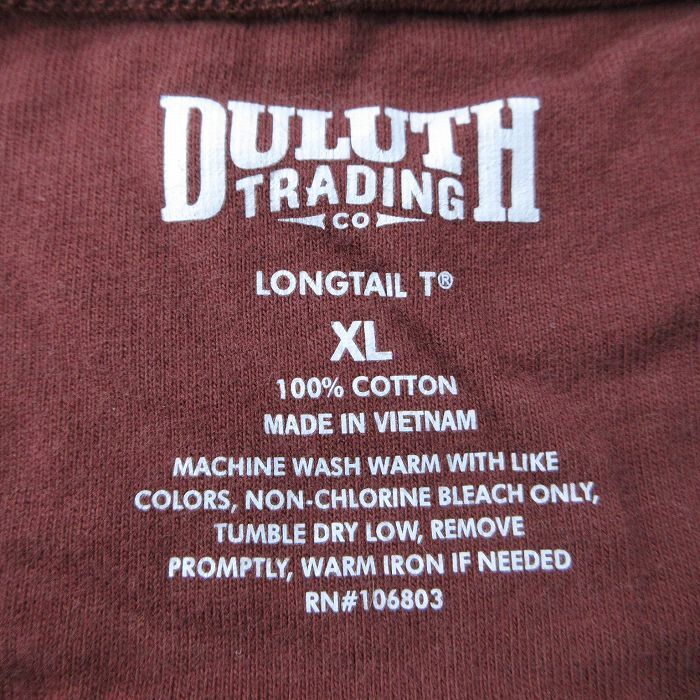 DULUTH
TRADING
CO
LONGTAIL T®
XL
100% COTTON
MADE IN VIETNAM
MACHINE WASH WARM WITH LIKE
COLORS, NON-CHLORINE BLEACH ONLY,
TUMBLE DRY LOW, REMOVE
PROMPTLY, WARM IRON IF NEEDED
RN#106803